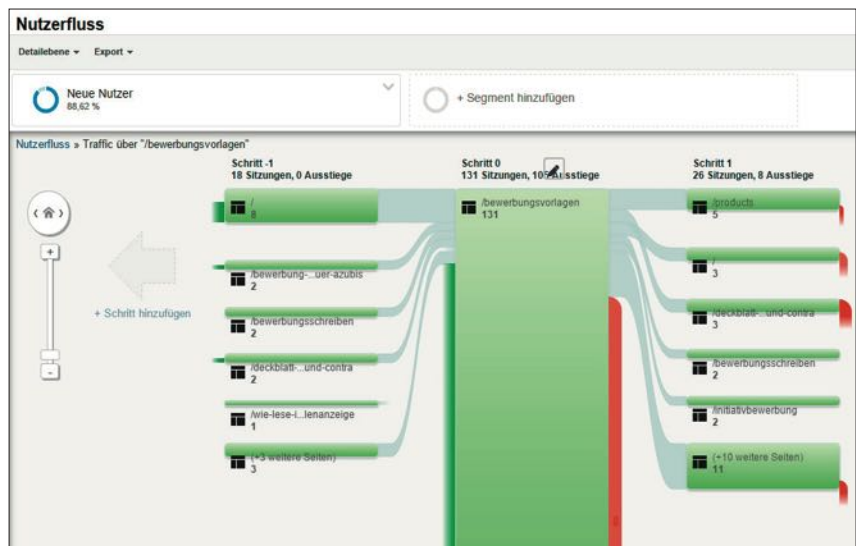 Nutzerfluss
Detailebene Export
Neue Nutzer
88,62 %
+ Segment hinzufügen
Nutzerfluss » Traffic über "/bewerbungsvorlagen"
Schritt -1
18 Sitzungen, 0 Ausstiege
Schritt 0
131 Sitzungen, Ausstiege
Schritt 1
26 Sitzungen, 8 Ausstiege
+ Schritt hinzufügen
/
8
/bewerbung-...uer-azubis
2
/bewerbungsschreiben
2
/deckblatt-...und-contra
2
/wie-lese-i...lenanzeige
1
(+3 weitere Seiten)
3
/bewerbungsvorlagen
131
/products
5
/
3
/deckblatt-...und-contra
3
/bewerbungsschreiben
2
/initiativbewerbung
2
(+10 weitere Seiten)
11